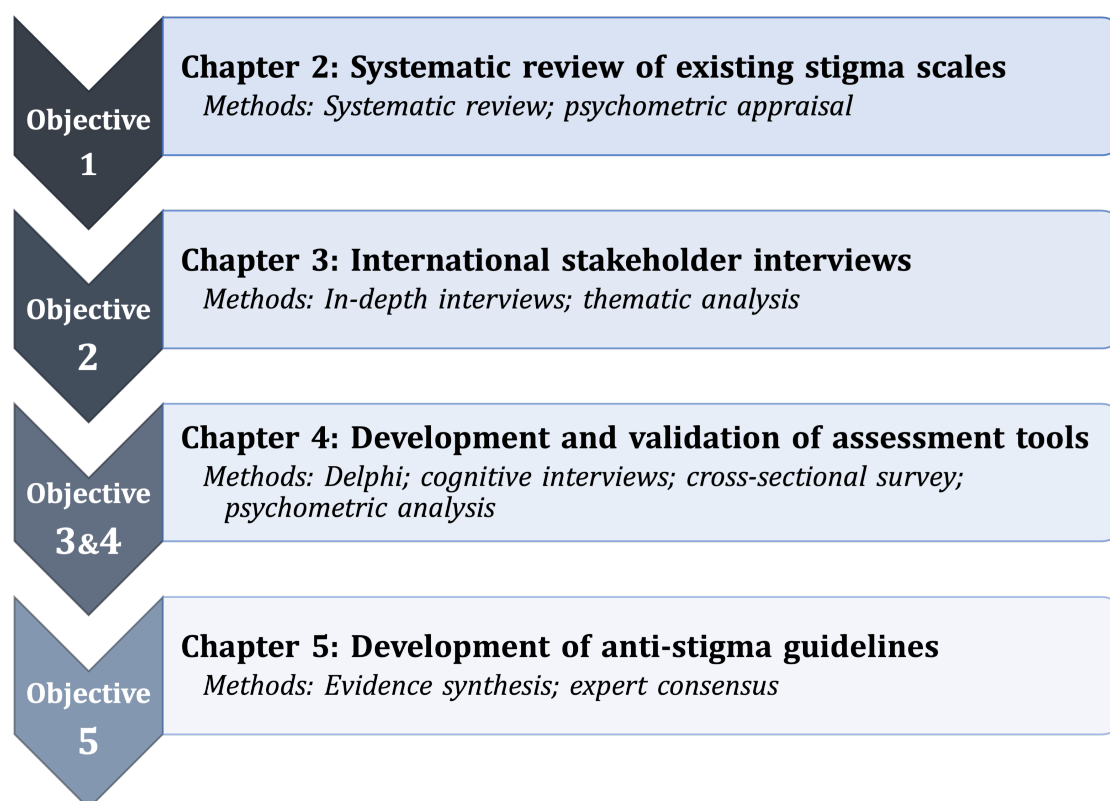 Objective
1
Chapter 2: Systematic review of existing stigma scales
Methods: Systematic review; psychometric appraisal
Objective
2
Chapter 3: International stakeholder interviews
Methods: In-depth interviews; thematic analysis
Objective
3&4
Chapter 4: Development and validation of assessment tools
Methods: Delphi; cognitive interviews; cross-sectional survey;
psychometric analysis
Objective
5
Chapter 5: Development of anti-stigma guidelines
Methods: Evidence synthesis; expert consensus